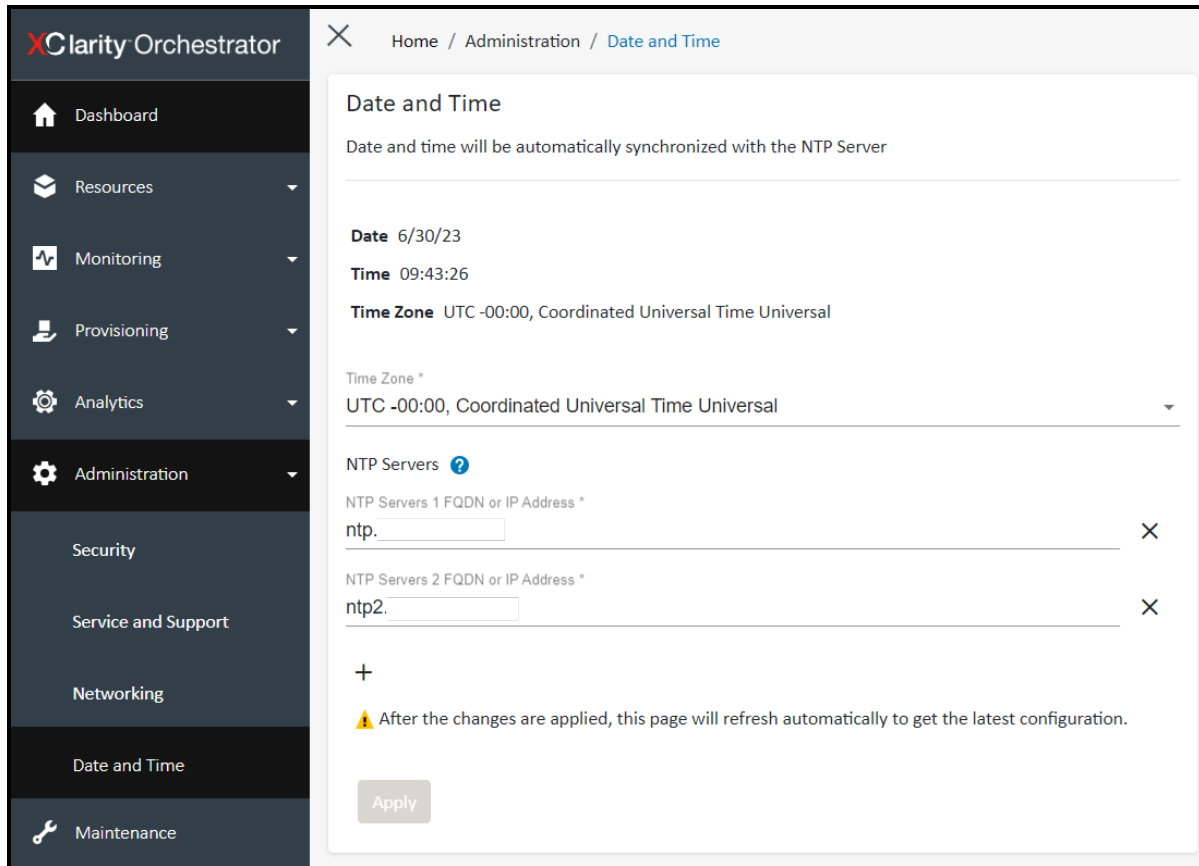 XClarity Orchestrator
Home / Administration / Date and Time
Dashboard
Resources
Monitoring
Provisioning
Analytics
Administration
Security
Service and Support
Networking
Date and Time
Maintenance
Date and Time
Date and time will be automatically synchronized with the NTP Server
Date 6/30/23
Time 09:43:26
Time Zone UTC -00:00, Coordinated Universal Time Universal
Time Zone *
UTC -00:00, Coordinated Universal Time Universal
NTP Servers ?
NTP Servers 1 FQDN or IP Address *
ntp.
NTP Servers 2 FQDN or IP Address *
ntp2.
+
After the changes are applied, this page will refresh automatically to get the latest configuration.
Apply